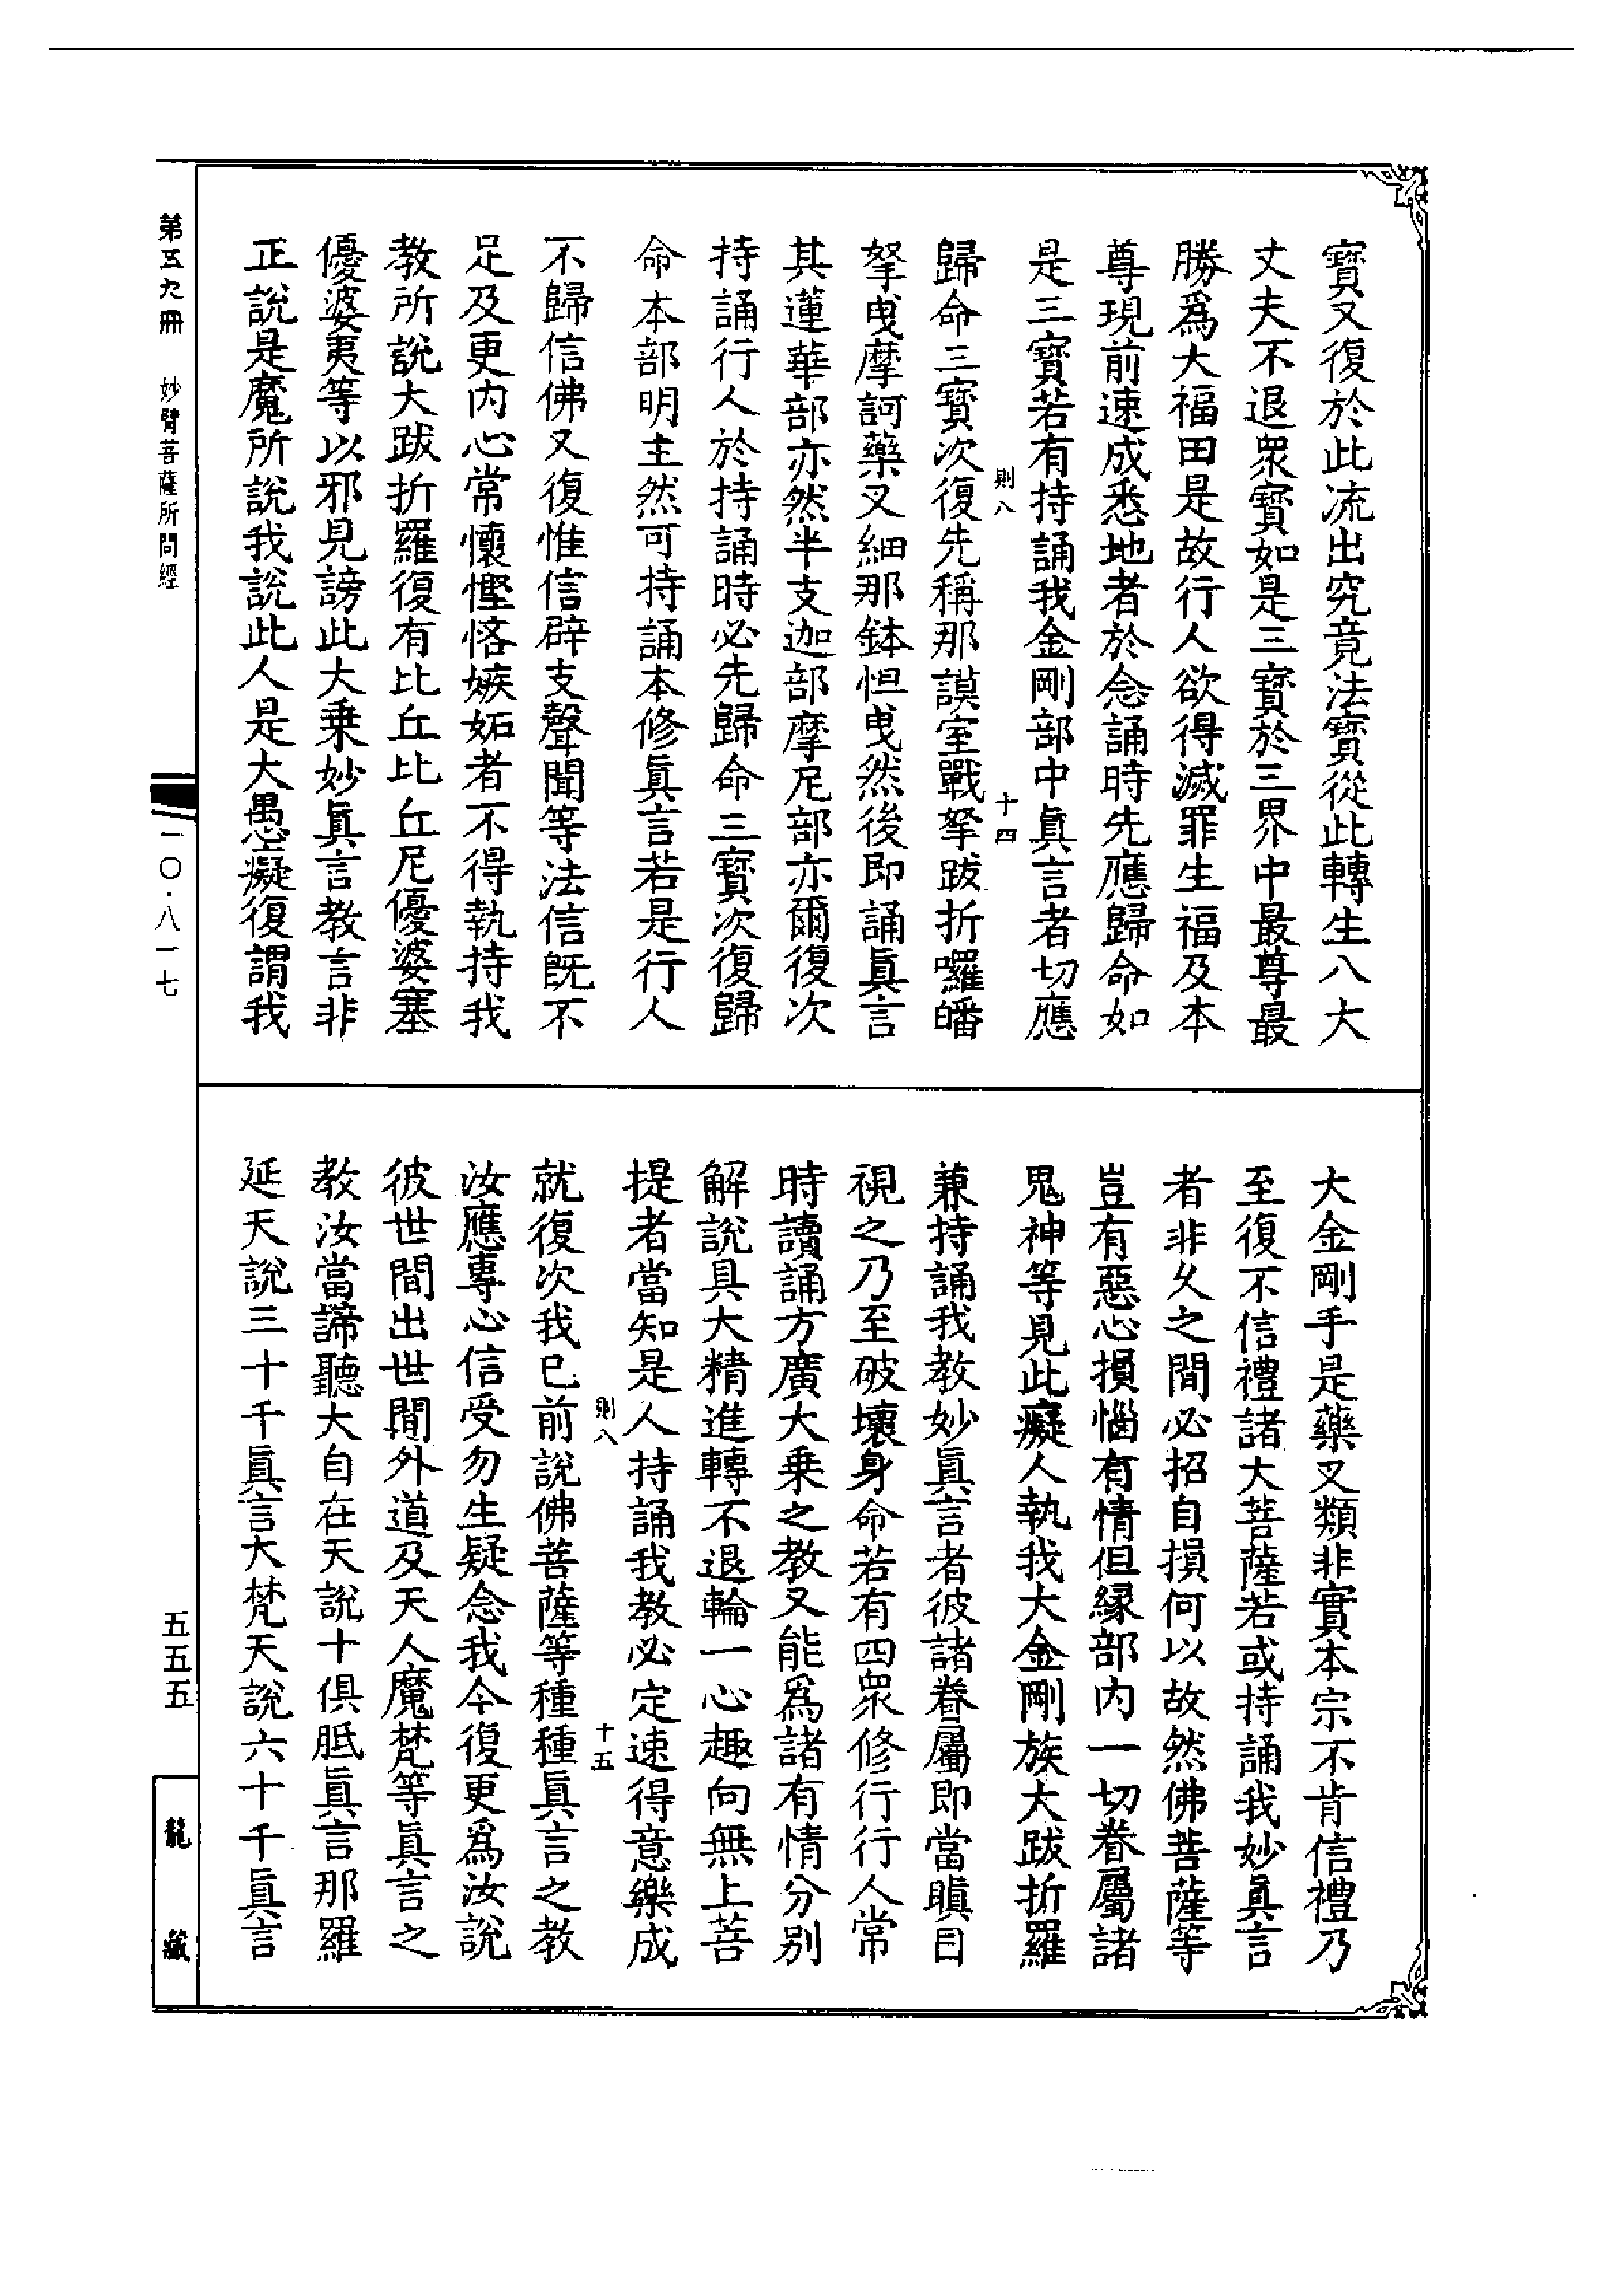 寶又復於此流出究竟法寶從此轉生八大
丈夫不退衆寶如是三寶於三界中最尊最
勝爲大福田是故行人欲得滅罪生福及本
尊現前速成悉地者於念誦時先應歸命如
是三寶若有持誦我金剛部中眞言者切應
則八 十四
歸命三寶次復先稱那謨室戰拏跋折囉皤
拏曳摩訶藥叉細那鉢怛曳然後即誦眞言
其蓮華部亦然半支迦部摩尼部亦爾復次
持誦行人於持誦時必先歸命三寶次復歸
命本部明主然可持誦本修眞言若是行人
不歸信佛又復惟信辟支聲聞等法信旣不
足及更內心常懷慳悋嫉妬者不得執持我
教所說大跋折羅復有比丘比丘尼優婆塞
優婆夷等以邪見謗此大乗妙眞言教言非
正說是魔所說我說此人是大愚癡復謂我
大金剛手是藥叉類非實本宗不肯信禮乃
至復不信禮諸大菩薩若或持誦我妙眞言
者非久之間必招自損何以故然佛菩薩等
豈有惡心損惱有情但緣部内一切眷屬諸
鬼神等見此癡人執我大金剛族大跋折羅
兼持誦我教妙眞言者彼諸眷屬即當瞋目
視之乃至破壞身命若有四衆修行行人常
時讀誦方廣大乗之教又能爲諸有情分別
解說具大精進轉不退輪一心趣向無上菩
提者當知是人持誦我教必定速得意樂成
則八 十五
就復次我已前說佛菩薩等種種眞言之教
汝應專心信受勿生疑念我今復更爲汝說
彼世間出世間外道及天人魔梵等眞言之
教汝當諦聽大自在天說十俱胝眞言那羅
延天說三十千眞言大梵天說六十千眞言
第五九冊 妙臂菩薩所問經
一〇·八一七
五五五
龍藏